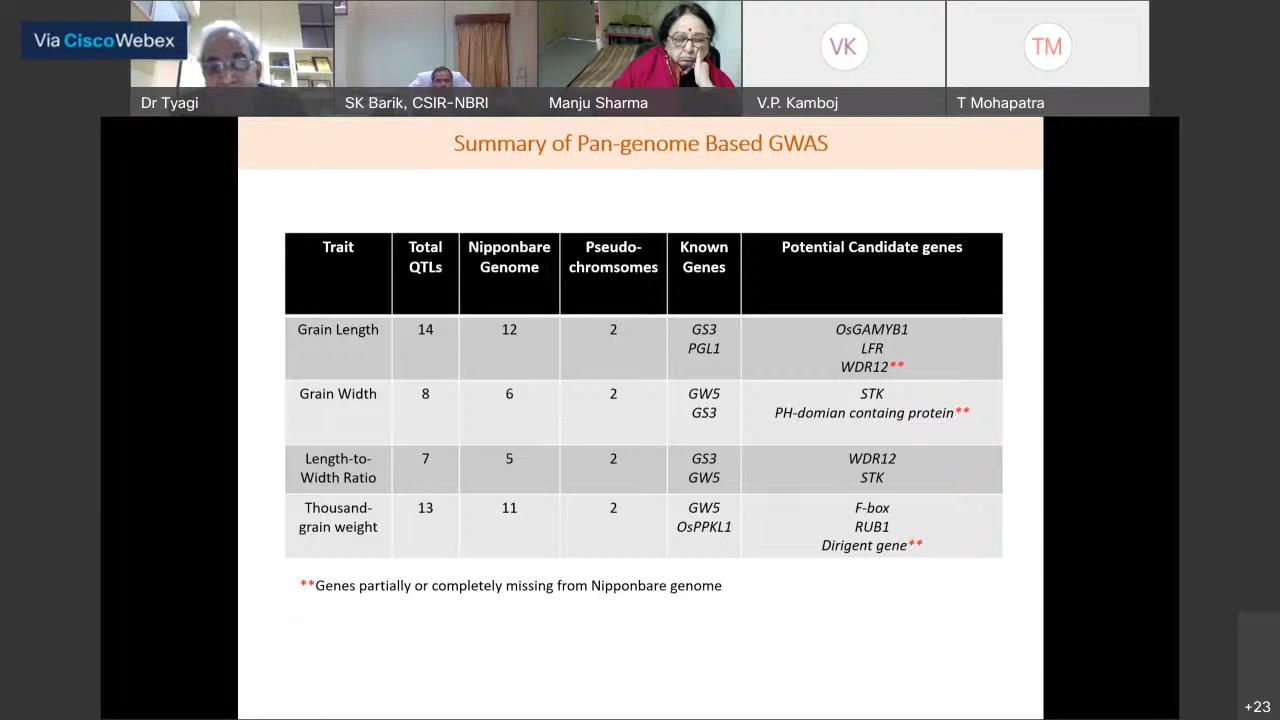 Via CiscoWebex
Dr Tyagi
SK Barik, CSIR-NBRI
Manju Sharma
VK
V.P. Kamboj
TM
T Mohapatra
Summary of Pan-genome Based GWAS
Trait
Total
QTLs
Nipponbare
Genome
Pseudo-
chromsomes
Known
Genes
Potential Candidate genes
Grain Length
14
12
2
GS3
PGL1
OsGAMYB1
LFR
WDR12**
Grain Width
8
6
2
GW5
GS3
STK
PH-domian containg protein**
Length-to-
Width Ratio
7
5
2
GS3
GW5
WDR12
STK
Thousand-
grain weight
13
11
2
GW5
OsPPKL1
F-box
RUB1
Dirigent gene**
**Genes partially or completely missing from Nipponbare genome
+23